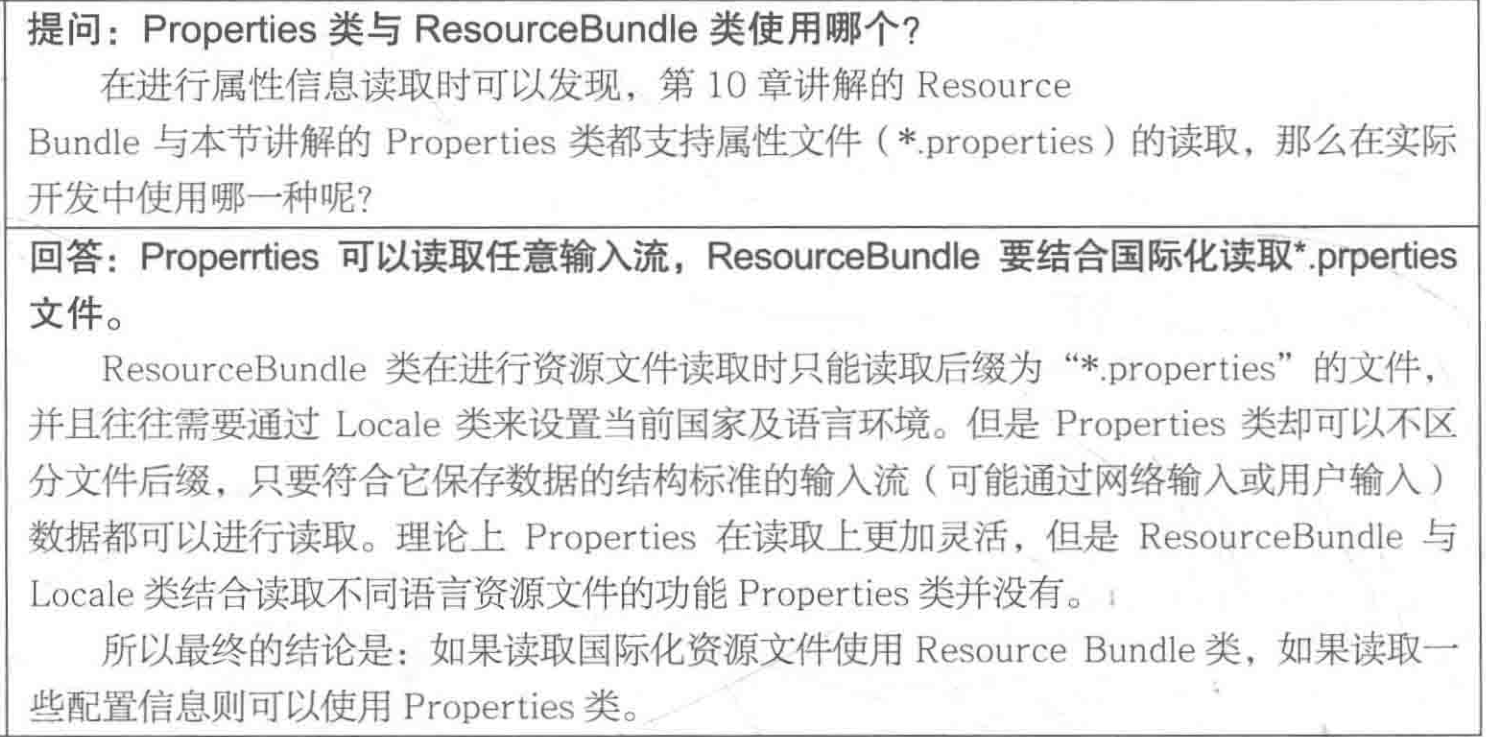 提问：Properties 类与 ResourceBundle 类使用哪个？
在进行属性信息读取时可以发现，第 10 章讲解的 Resource
Bundle 与本节讲解的 Properties 类都支持属性文件（*.properties）的读取，那么在实际
开发中使用哪一种呢？
回答：Properrties 可以读取任意输入流，ResourceBundle 要结合国际化读取*.prperties
文件。
ResourceBundle 类在进行资源文件读取时只能读取后缀为“*.properties”的文件，
并且往往需要通过 Locale 类来设置当前国家及语言环境。但是 Properties 类却可以不区
分文件后缀，只要符合它保存数据的结构标准的输入流（可能通过网络输入或用户输入）
数据都可以进行读取。理论上 Properties 在读取上更加灵活，但是 ResourceBundle 与
Locale 类结合读取不同语言资源文件的功能 Properties 类并没有。
所以最终的结论是：如果读取国际化资源文件使用 Resource Bundle 类，如果读取一
些配置信息则可以使用 Properties 类。